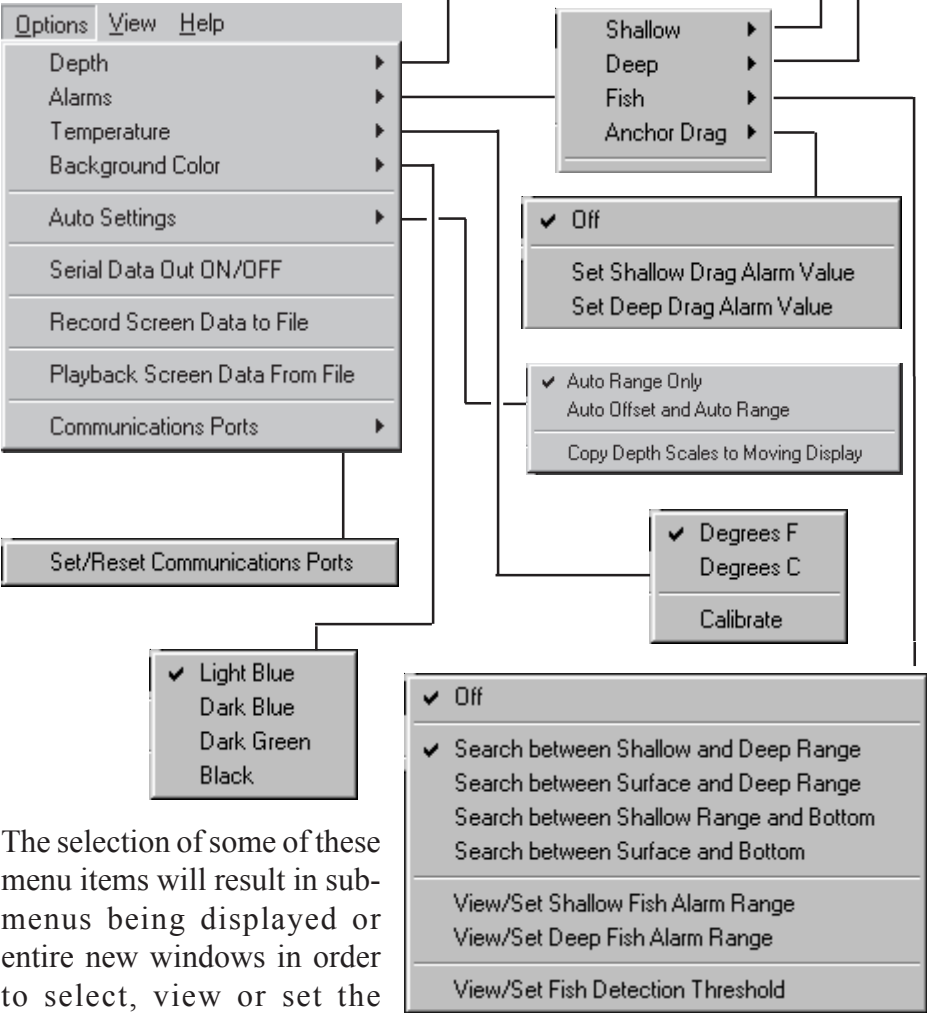 Options View Help
Depth
Alarms
Temperature
Background Color
Auto Settings
Serial Data Out ON/OFF
Record Screen Data to File
Playback Screen Data From File
Communications Ports
Set/Reset Communications Ports
Shallow
Deep
Fish
Anchor Drag
Off
Set Shallow Drag Alarm Value
Set Deep Drag Alarm Value
Auto Range Only
Auto Offset and Auto Range
Copy Depth Scales to Moving Display
Degrees F
Degrees C
Calibrate
Light Blue
Dark Blue
Dark Green
Black
Off
Search between Shallow and Deep Range
Search between Surface and Deep Range
Search between Shallow Range and Bottom
Search between Surface and Bottom
View/Set Shallow Fish Alarm Range
View/Set Deep Fish Alarm Range
View/Set Fish Detection Threshold
The selection of some of these
menu items will result in sub-
menus being displayed or
entire new windows in order
to select, view or set the